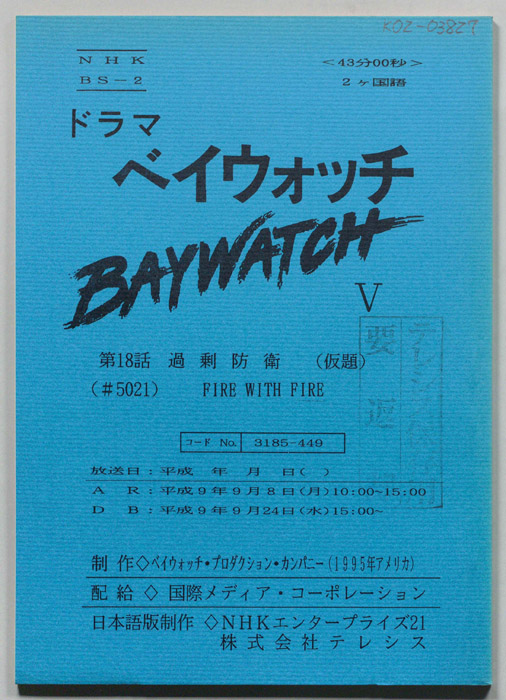 K02-03827
NHK
BS-2
<43分00秒>
2ヶ国語
ドラマ
ベイウォッチ
BAYWATCH
V
第18話 過剰防衛 (仮題)
(#5021) FIRE WITH FIRE
コード No. 3185-449
放送日:平成 年 月 日( )
A R:平成9年9月8日(月)10:00~15:00
D B:平成9年9月24日(水)15:00~
制作◇ベイウォッチ・プロダクション・カンパニー(1995年アメリカ)
配給◇国際メディア・コーポレーション
日本語版制作◇NHKエンタープライズ21
株式会社テレシス